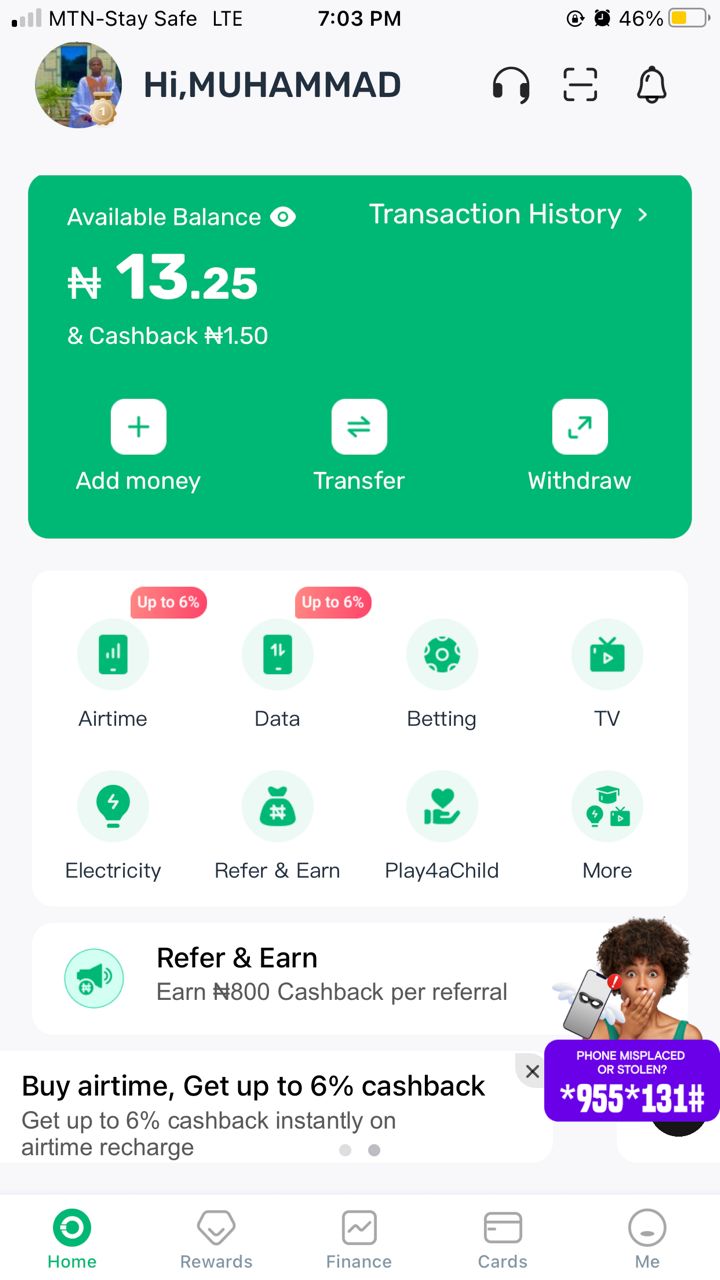 MTN-Stay Safe LTE 7:03 PM 46%
Hi,MUHAMMAD
1
Available Balance
Transaction History >
₦ 13.25
& Cashback ₦1.50
Add money Transfer Withdraw
Up to 6% Up to 6%
Airtime Data Betting TV
Electricity Refer & Earn Play4aChild More
Refer & Earn
Earn ₦800 Cashback per referral
Buy airtime, Get up to 6% cashback
Get up to 6% cashback instantly on
airtime recharge
PHONE MISPLACED
OR STOLEN?
*955*131#
Home Rewards Finance Cards Me